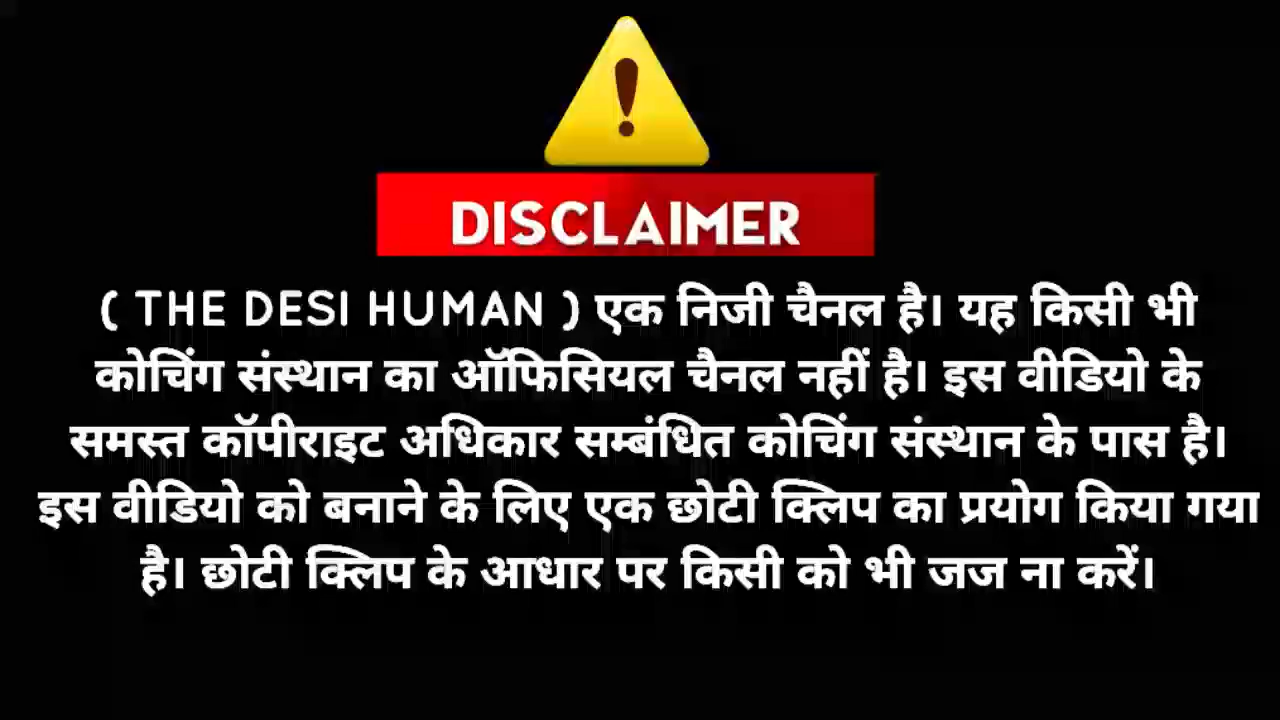 DISCLAIMER
( THE DESI HUMAN ) एक निजी चैनल है। यह किसी भी
कोचिंग संस्थान का ऑफिसियल चैनल नहीं है। इस वीडियो के
समस्त कॉपीराइट अधिकार सम्बंधित कोचिंग संस्थान के पास है।
इस वीडियो को बनाने के लिए एक छोटी क्लिप का प्रयोग किया गया
है। छोटी क्लिप के आधार पर किसी को भी जज ना करें।